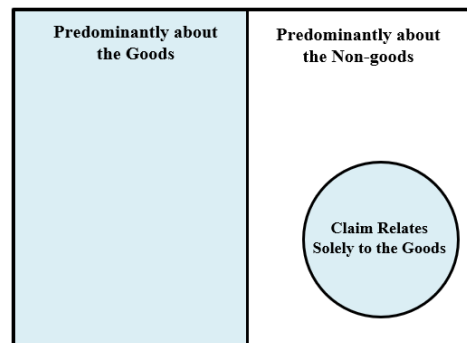 Predominantly about
the Goods
Predominantly about
the Non-goods
Claim Relates
Solely to the Goods